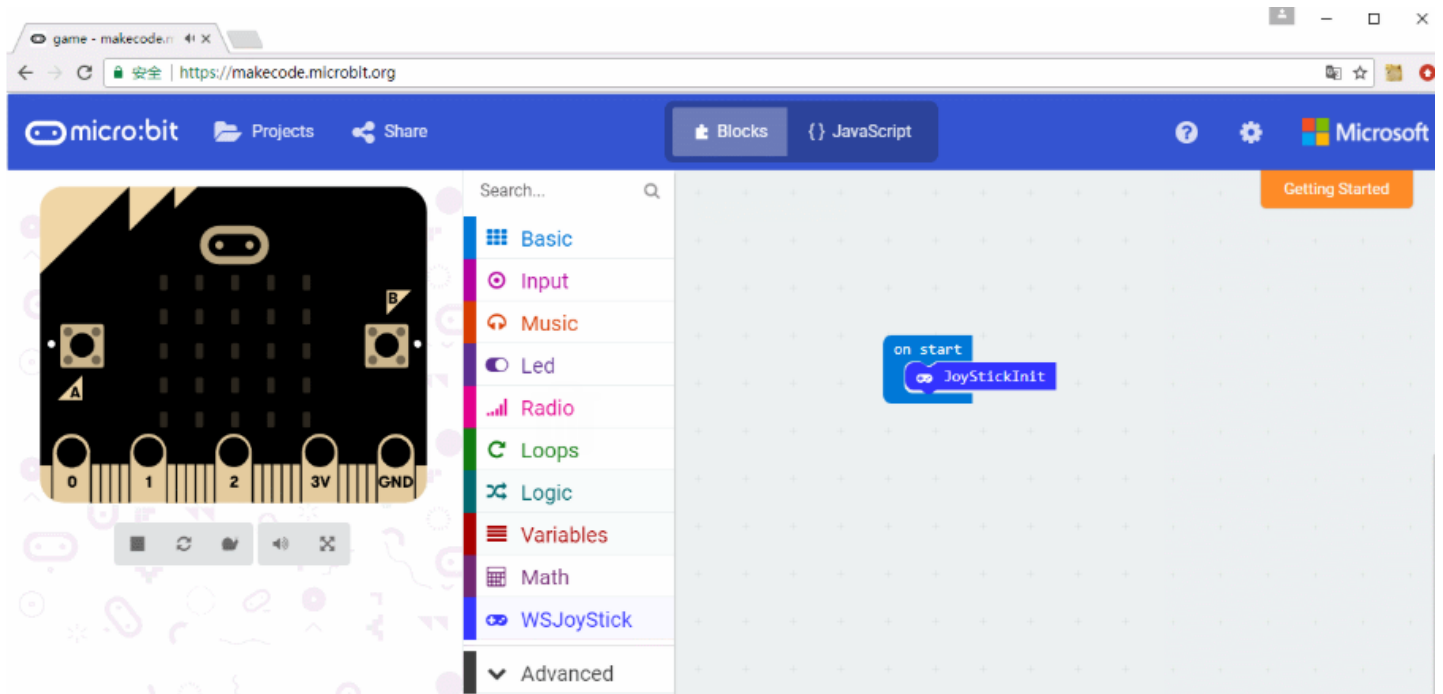 game - makecode.m
安全 | https://makecode.microbit.org
micro:bit Projects Share Blocks {} JavaScript ? Microsoft
Getting Started
Search...
Basic
Input
Music
Led
Radio
Loops
Logic
Variables
Math
WSJoyStick
Advanced
B
A
0 1 2 3V GND
on start
JoyStickInit